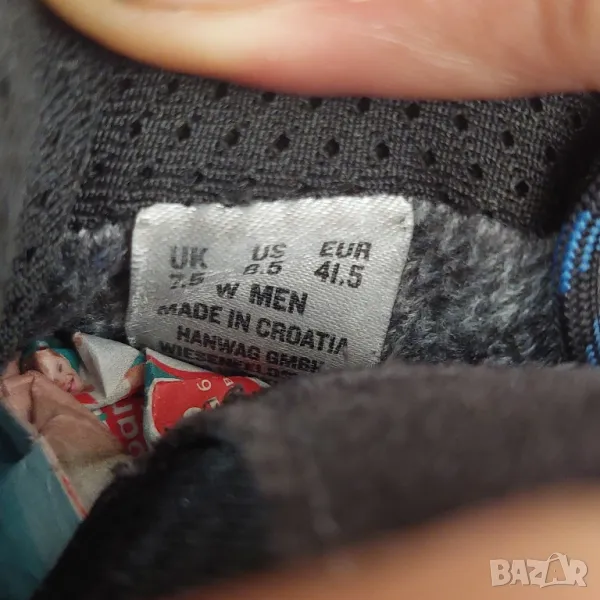 UK US EUR
7.5 8.5 41.5
W MEN
MADE IN CROATIA
HANWAG GMBH
BAZAR